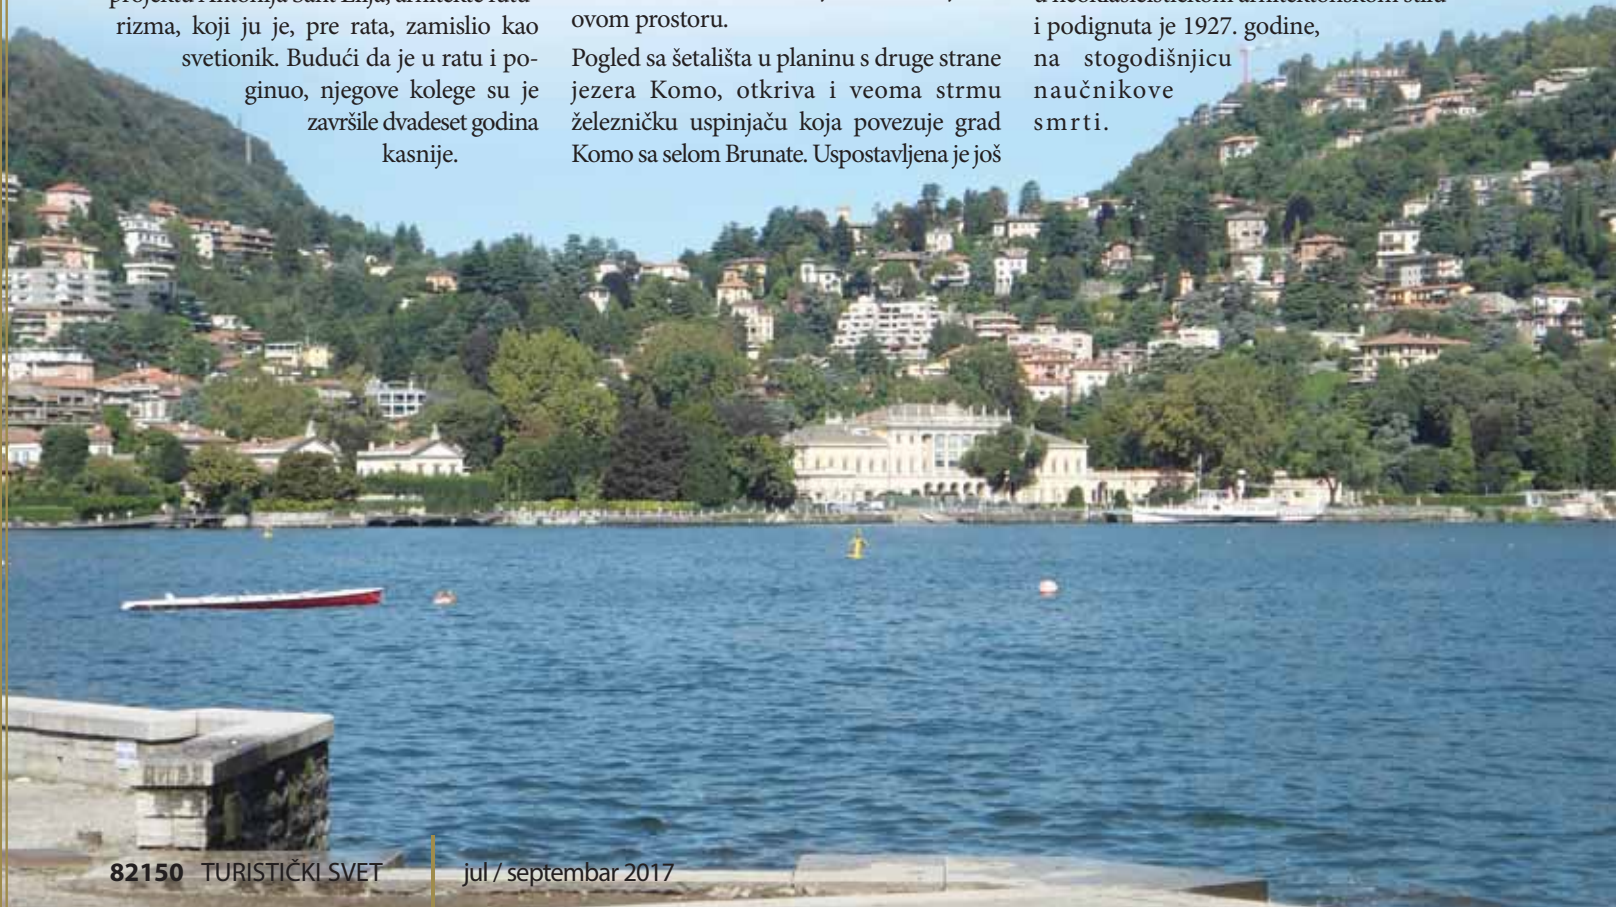 rizma, koji ju je, pre rata, zamislio kao
svetionik. Budući da je u ratu i po-
ginuo, njegove kolege su je
završile dvadeset godina
kasnije.
ovom prostoru.
Pogled sa šetališta u planinu s druge strane
jezera Komo, otkriva i veoma strmu
železničku uspinjaču koja povezuje grad
Komo sa selom Brunate. Uspostavljena je još
i podignuta je 1927. godine,
na stogodišnjicu
naučnikove
smrti.
82150 TURISTIČKI SVET
jul / septembar 2017